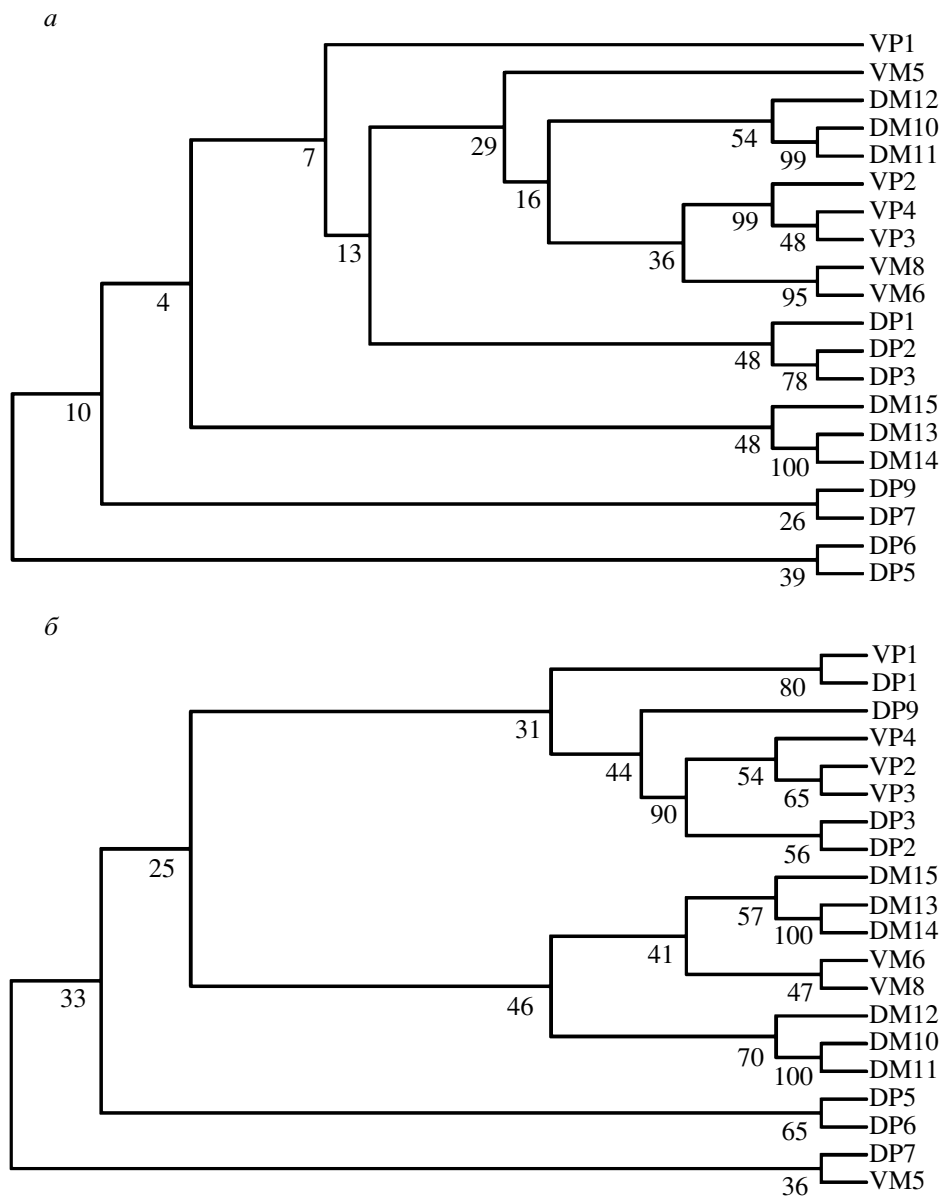 а
VP1
VM5
DM12
DM10
DM11
VP2
VP4
VP3
VM8
VM6
DP1
DP2
DP3
DM15
DM13
DM14
DP9
DP7
DP6
DP5
7
29
54
99
16
99
48
13
36
95
4
48
78
10
48
100
26
39
б
VP1
DP1
DP9
VP4
VP2
VP3
DP3
DP2
DM15
DM13
DM14
VM6
VM8
DM12
DM10
DM11
DP5
DP6
DP7
VM5
80
31
44
54
65
90
56
25
57
100
41
47
33
46
70
100
65
36